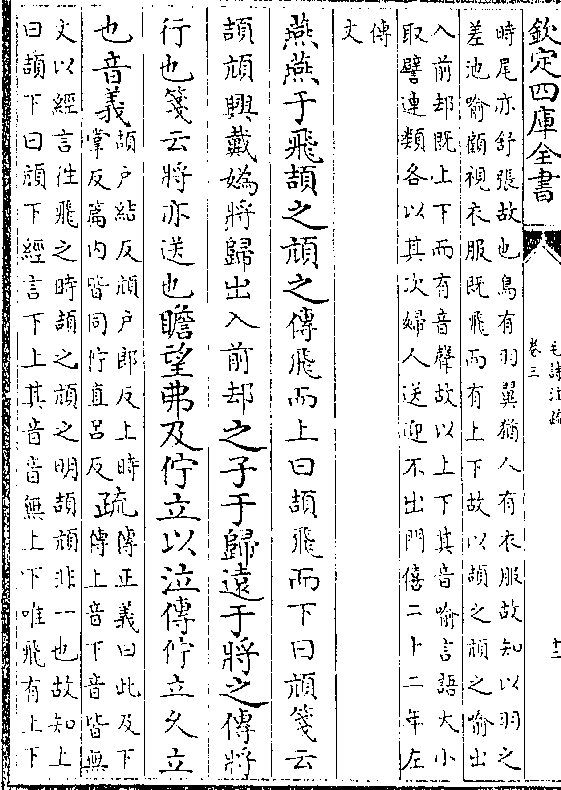 欽定四庫全書
毛詩注疏
卷三
十二
時尾亦舒張故也鳥有羽翼猶人有衣服故知以羽之
差池喻顧視衣服既飛而有上下故以頡之頏之喻出
入前却既上下而有音聲故以上下其音喻言語大小
取譬連類各以其次婦人送迎不出門僖二十二年左
傳
文
燕燕于飛頡之頏之傳飛而上曰頡飛而下曰頏箋云
頡頏興戴嬀將歸出入前却之子于歸遠于將之傳將
行也箋云將亦送也瞻望弗及佇立以泣傳佇立久立
也音義頡户結反頏户郎反上時
掌反篇内皆同佇直吕反疏傳正義曰此及下
傳上音下音皆無
文以經言往飛之時頡之頏之明頡頏非一也故知上
曰頡下曰頏下經言下上其音音無上下唯飛有上下